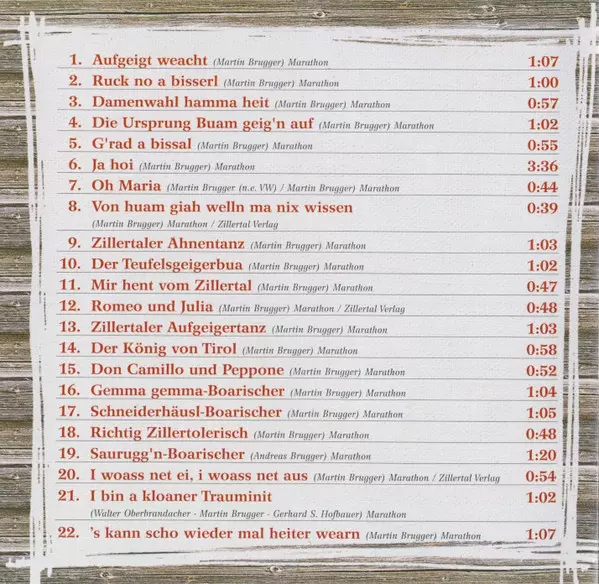 1. Aufgeigt weacht (Martin Brugger) Marathon 1:07
2. Ruck no a bisserl (Martin Brugger) Marathon 1:00
3. Damenwahl hamma heit (Martin Brugger) Marathon 0:57
4. Die Ursprung Buam geig'n auf (Martin Brugger) Marathon 1:02
5. G'rad a bissal (Martin Brugger) Marathon 0:55
6. Ja hoi (Martin Brugger) Marathon 3:36
7. Oh Maria (Martin Brugger (n.e. VW) / Martin Brugger) Marathon 0:44
8. Von huam giah welln ma nix wissen 0:39
(Martin Brugger) Marathon / Zillertal Verlag
9. Zillertaler Ahnentanz (Martin Brugger) Marathon 1:03
10. Der Teufelsgeigerbua (Martin Brugger) Marathon 1:02
11. Mir hent vom Zillertal (Martin Brugger) Marathon 0:47
12. Romeo und Julia (Martin Brugger) Marathon / Zillertal Verlag 0:48
13. Zillertaler Aufgeigertanz (Martin Brugger) Marathon 1:03
14. Der König von Tirol (Martin Brugger) Marathon 0:58
15. Don Camillo und Peppone (Martin Brugger) Marathon 0:52
16. Gemma gemma-Boarischer (Martin Brugger) Marathon 1:04
17. Schneiderhäusl-Boarischer (Martin Brugger) Marathon 1:05
18. Richtig Zillertolerisch (Martin Brugger) Marathon 0:48
19. Saurugg'n-Boarischer (Andreas Brugger) Marathon 1:20
20. I woass net ei, i woass net aus (Martin Brugger) Marathon / Zillertal Verlag 0:54
21. I bin a kloaner Trauminit 1:02
(Walter Oberbrandacher - Martin Brugger - Gerhard S. Hofbauer) Marathon
22. 's kann scho wieder mal heiter wearn (Martin Brugger) Marathon 1:07